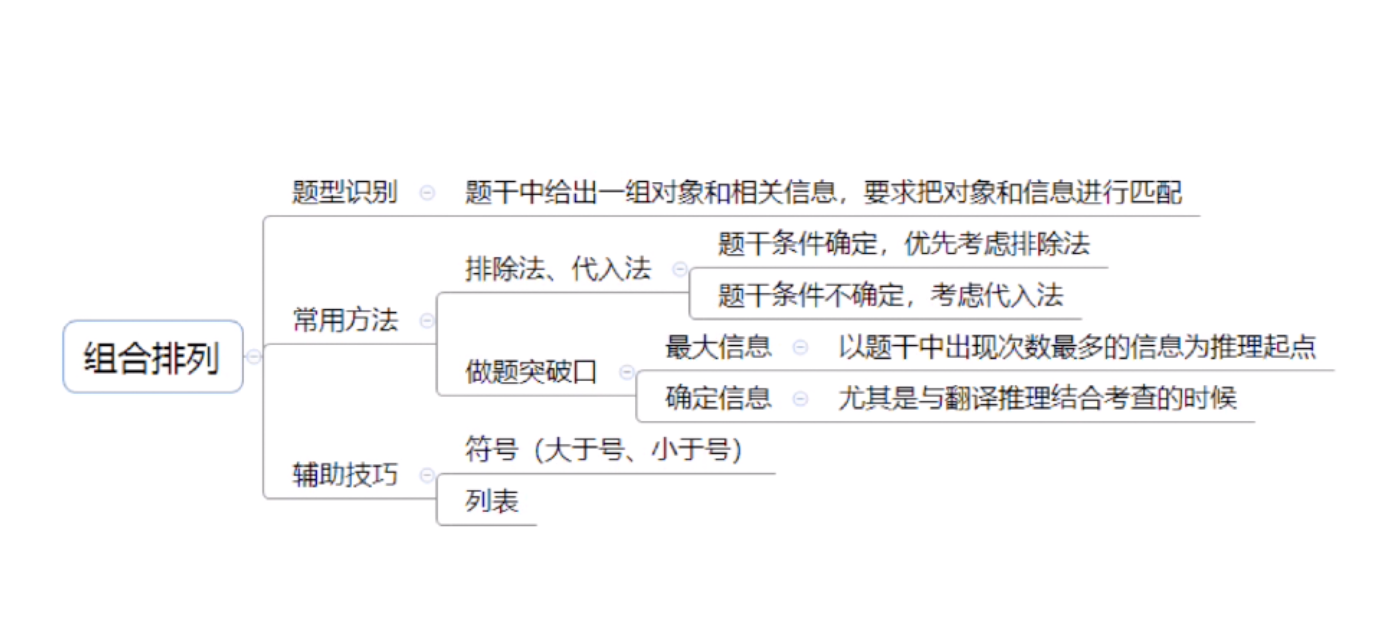 题型识别
题干中给出一组对象和相关信息，要求把对象和信息进行匹配
组合排列
常用方法
排除法、代入法
题干条件确定，优先考虑排除法
题干条件不确定，考虑代入法
做题突破口
最大信息
以题干中出现次数最多的信息为推理起点
确定信息
尤其是与翻译推理结合考查的时候
辅助技巧
符号（大于号、小于号）
列表